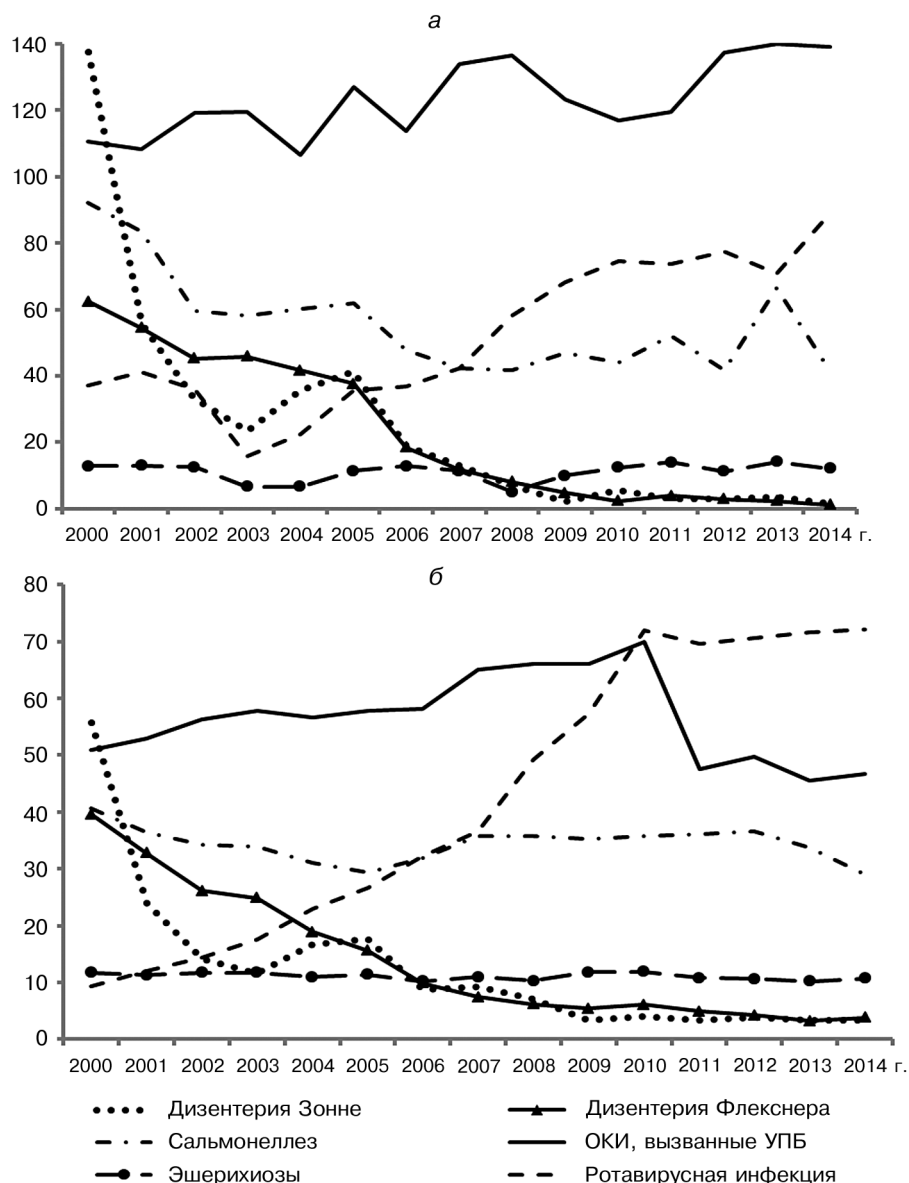 а
140
120
100
80
60
40
20
0
2000 2001 2002 2003 2004 2005 2006 2007 2008 2009 2010 2011 2012 2013 2014 г.
б
80
70
60
50
40
30
20
10
0
2000 2001 2002 2003 2004 2005 2006 2007 2008 2009 2010 2011 2012 2013 2014 г.
Дизентерия Зонне Дизентерия Флекснера
Сальмонеллез ОКИ, вызванные УПБ
Эшерихиозы Ротавирусная инфекция